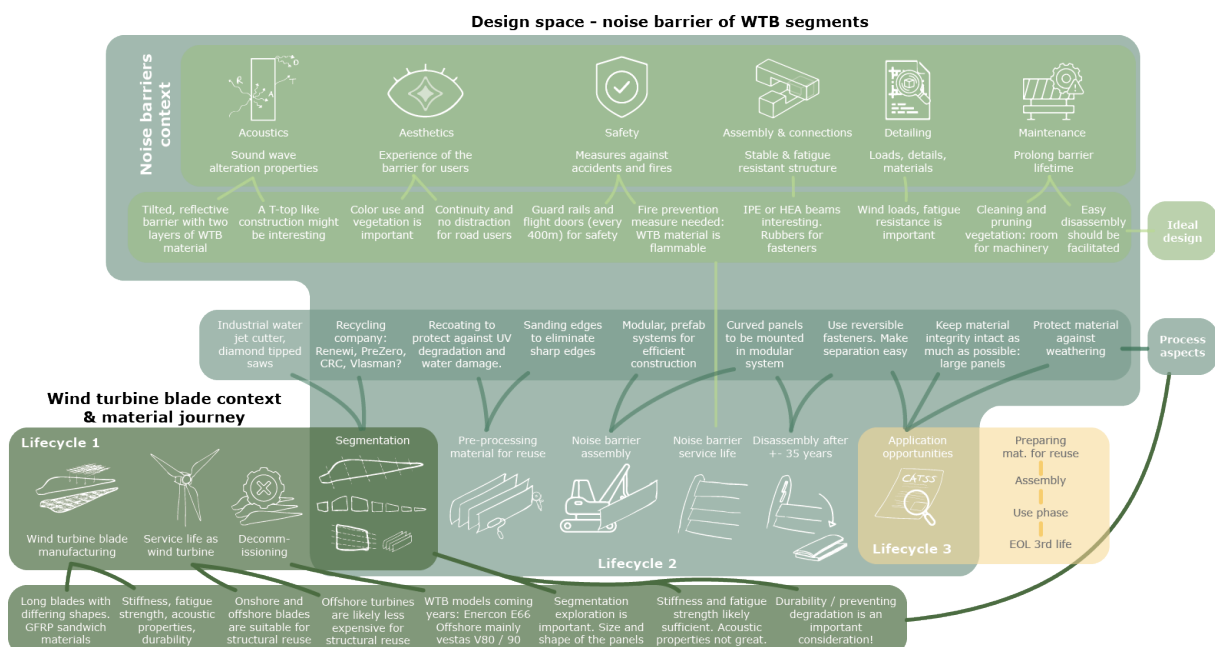 Design space - noise barrier of WTB segments
Noise barriers
context
R
A
D
T
Acoustics
Sound wave
alteration properties
Aesthetics
Experience of the
barrier for users
Safety
Measures against
accidents and fires
Assembly & connections
Stable & fatigue
resistant structure
Detailing
Loads, details,
materials
Maintenance
Prolong barrier
lifetime
Tilted, reflective
barrier with two
layers of WTB
material
A T-top like
construction might
be interesting
Color use and
vegetation is
important
Continuity and
no distraction
for road users
Guard rails and
flight doors (every
400m) for safety
Fire prevention
measure needed:
WTB material is
flammable
IPE or HEA beams
interesting.
Rubbers for
fasteners
Wind loads, fatigue
resistance is
important
Cleaning and
pruning
vegetation: room
for machinery
Easy
disassembly
should be
facilitated
Ideal
design
Industrial water
jet cutter,
diamond tipped
saws
Recycling
company:
Renewi, PreZero,
CRC, Vlasman?
Recoating to
protect against UV
degradation and
water damage.
Sanding edges
to eliminate
sharp edges
Modular, prefab
systems for
efficient
construction
Curved panels
to be mounted
in modular
system
Use reversible
fasteners. Make
separation easy
Keep material
integrity intact as
much as possible:
large panels
Protect material
against
weathering
Process
aspects
Wind turbine blade context
& material journey
Lifecycle 1
Wind turbine blade
manufacturing
Service life as
wind turbine
Decomm-
issioning
Segmentation
Pre-processing
material for reuse
Noise barrier
assembly
Noise barrier
service life
Disassembly after
+- 35 years
Lifecycle 2
Application
opportunities
CATSS
Lifecycle 3
Preparing
mat. for reuse
Assembly
Use phase
EOL 3rd life
Long blades with
differing shapes.
GFRP sandwich
materials
Stiffness, fatigue
strength, acoustic
properties,
durability
Onshore and
offshore blades
are suitable for
structural reuse
Offshore turbines
are likely less
expensive for
structural reuse
WTB models coming
years: Enercon E66
Offshore mainly
vestas V80 / 90
Segmentation
exploration is
important. Size and
shape of the panels
Stiffness and fatigue
strength likely
sufficient. Acoustic
properties not great.
Durability / preventing
degradation is an
important
consideration!